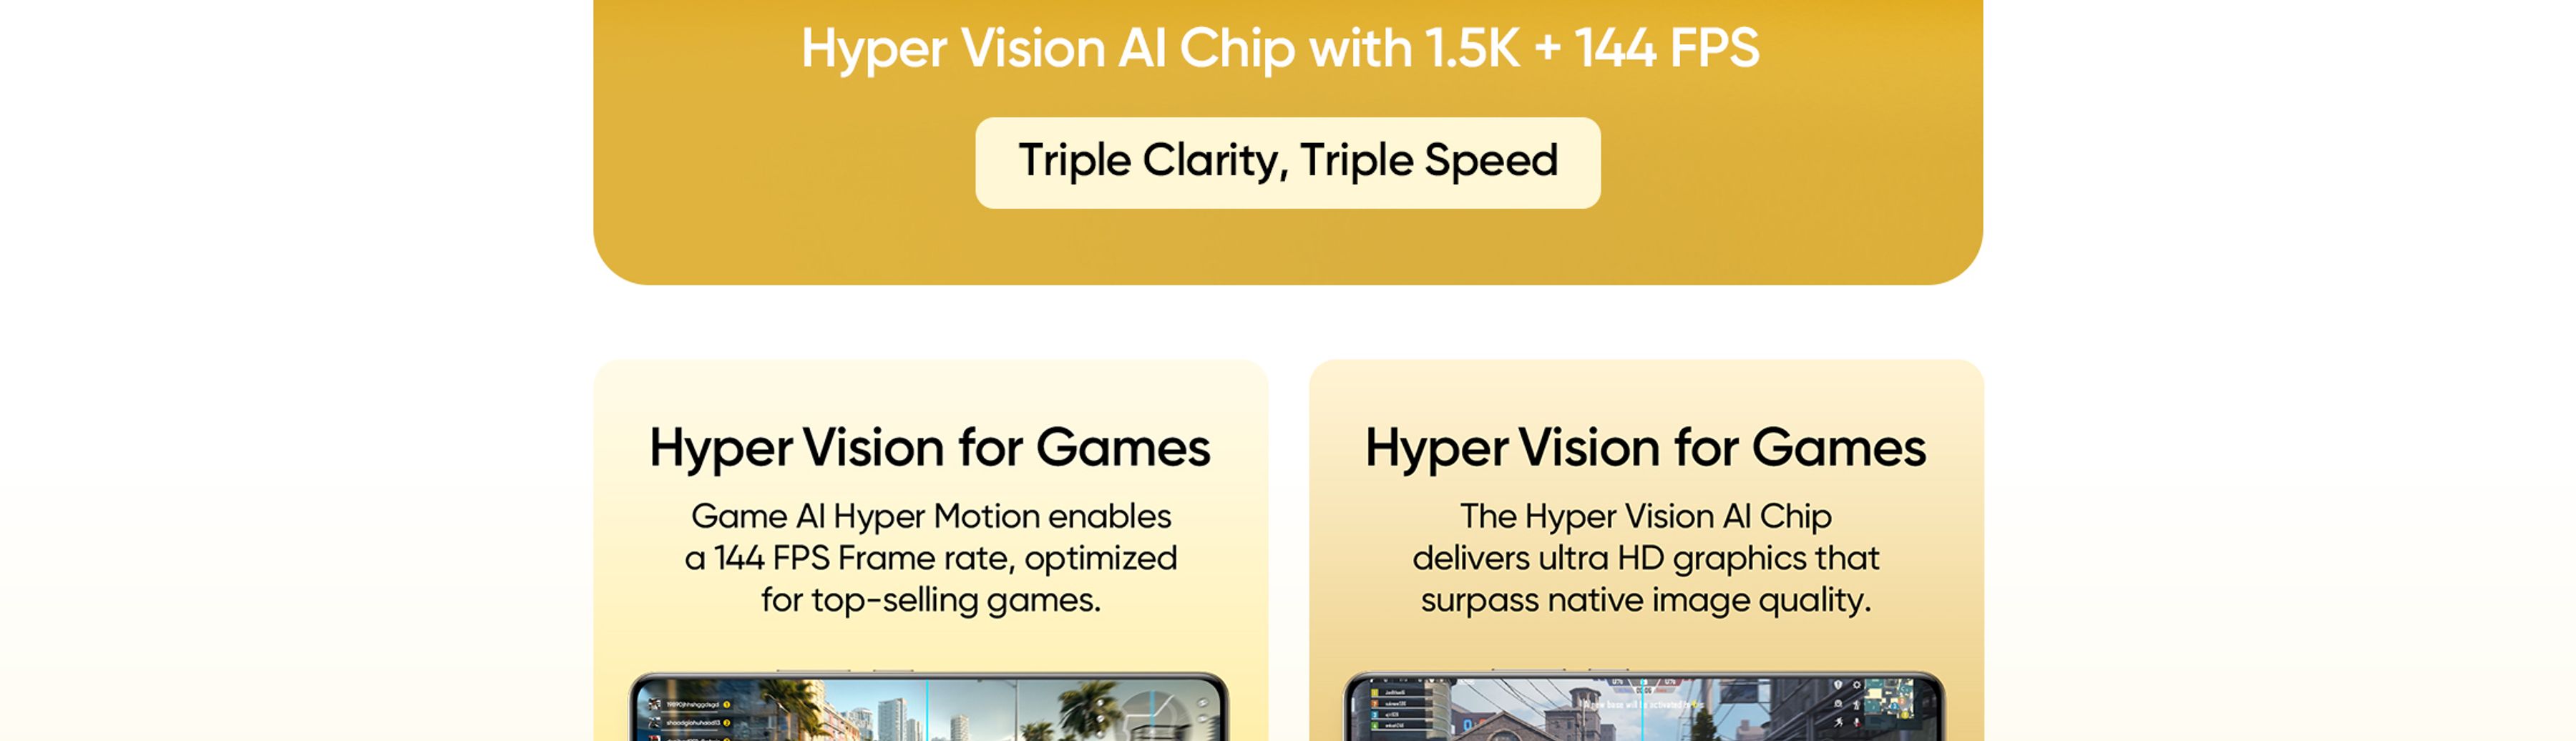 Hyper Vision AI Chip with 1.5K + 144 FPS
Triple Clarity, Triple Speed
Hyper Vision for Games
Game AI Hyper Motion enables
a 144 FPS Frame rate, optimized
for top-selling games.
Hyper Vision for Games
The Hyper Vision AI Chip
delivers ultra HD graphics that
surpass native image quality.